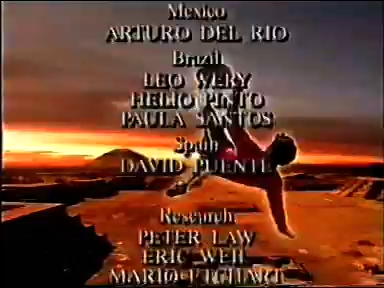 Mexico
ARTURO DEL RIO
Brazil
LEO WERY
HELIO PINTO
PAULA SANTOS
Spain
DAVID PUENTE
Research
PETER LAW
ERIC WEIL
MARIO ETCHART